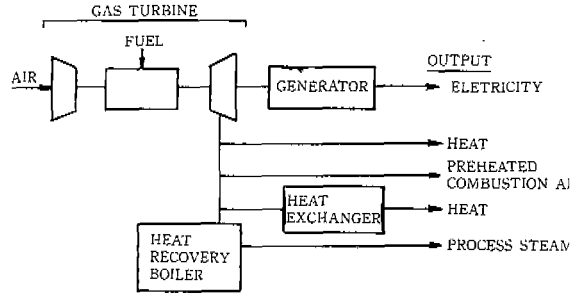 GAS TURBINE
FUEL
AIR
GENERATOR
OUTPUT
ELETRICITY
HEAT
PREHEATED
COMBUSTION AI
HEAT
EXCHANGER
HEAT
HEAT
RECOVERY
BOILER
PROCESS STEAM